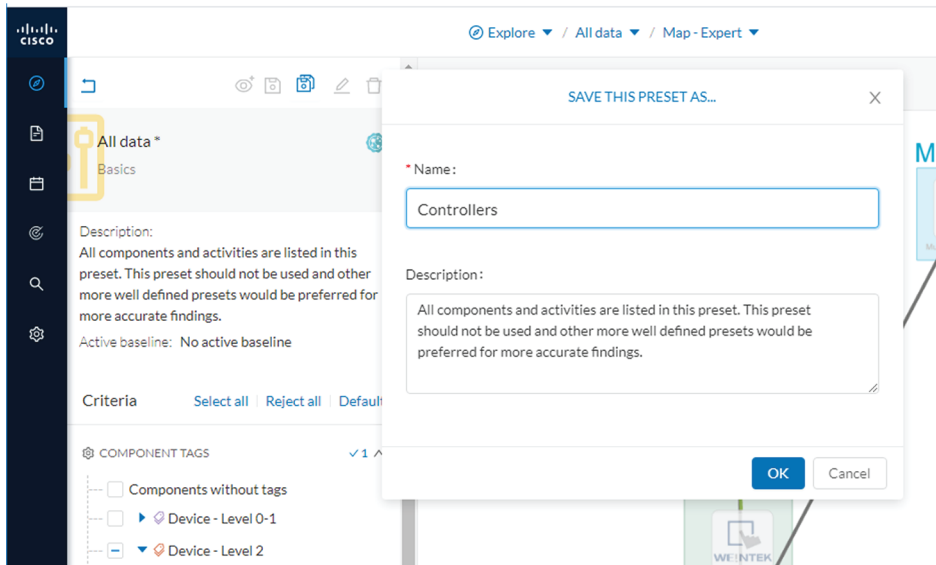 CISCO
Explore / All data / Map - Expert
SAVE THIS PRESET AS...
All data *
Basics
Description:
All components and activities are listed in this
preset. This preset should not be used and other
more well defined presets would be preferred for
more accurate findings.
Active baseline: No active baseline
Criteria Select all Reject all Default
COMPONENT TAGS 1
Components without tags
Device - Level 0-1
Device - Level 2
* Name:
Controllers
Description:
All components and activities are listed in this preset. This preset
should not be used and other more well defined presets would be
preferred for more accurate findings.
OK Cancel
M
WEINTEK